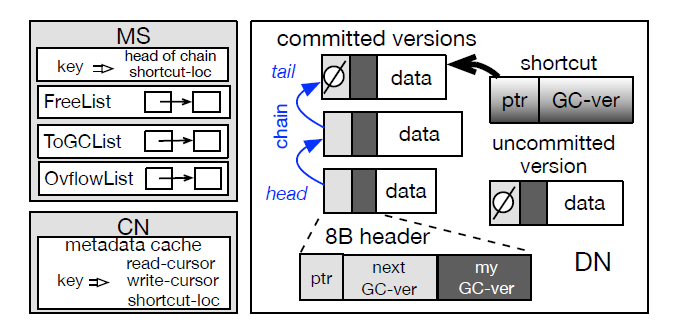 MS
key ⇒ head of chain
shortcut-loc
FreeList
ToGCList
OvflowList
CN
metadata cache
read-cursor
key ⇒ write-cursor
shortcut-loc
committed versions
tail
Ø
data
chain
data
head
data
shortcut
ptr GC-ver
uncommitted
version
Ø
data
8B header
DN
ptr
next
GC-ver
my
GC-ver